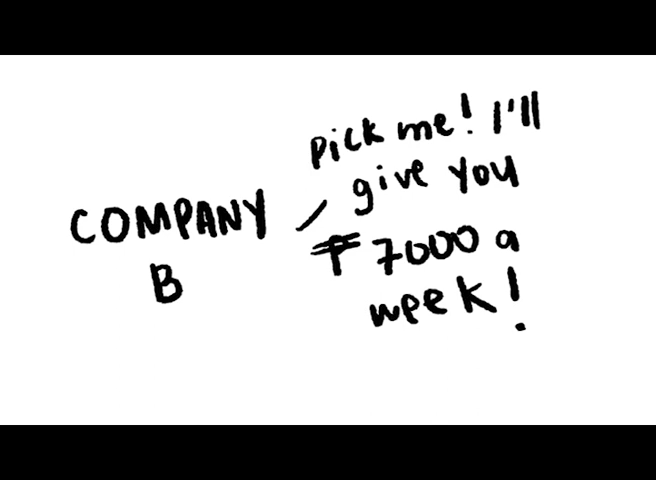 COMPANY
B
pick me! I'll
give you
₱7000 a
week!